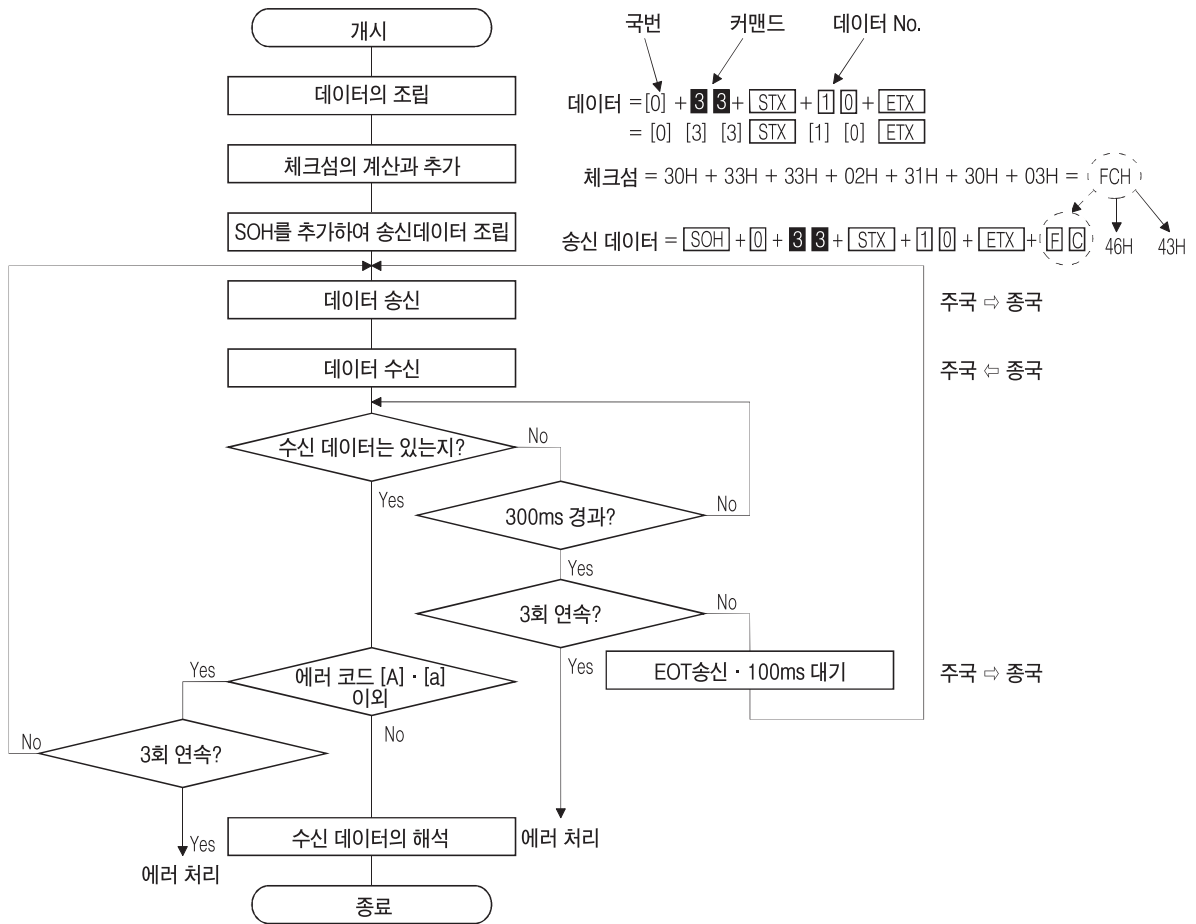 개시
국번 커맨드 데이터 No.
데이터의 조립
데이터 =[0] + 3 3 + STX + 1 0 + ETX
= [0] [3] [3] STX [1] [0] ETX
체크섬의 계산과 추가
체크섬 = 30H + 33H + 33H + 02H + 31H + 30H + 03H = FCH
SOH를 추가하여 송신데이터 조립
송신 데이터 = SOH + 0 + 3 3 + STX + 1 0 + ETX + F C 46H 43H
데이터 송신
주국 ⇨ 종국
데이터 수신
주국 ⇦ 종국
수신 데이터는 있는지?
No
Yes
300ms 경과?
No
Yes
3회 연속?
No
Yes
EOT송신 · 100ms 대기
주국 ⇨ 종국
에러 코드 [A] · [a]
이외
Yes
No
3회 연속?
No
Yes
에러 처리
수신 데이터의 해석
에러 처리
종료